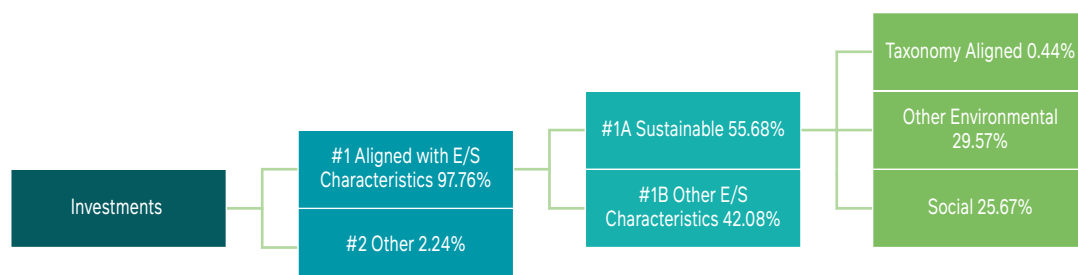 Investments
#1 Aligned with E/S
Characteristics 97.76%
#2 Other 2.24%
#1A Sustainable 55.68%
#1B Other E/S
Characteristics 42.08%
Taxonomy Aligned 0.44%
Other Environmental
29.57%
Social 25.67%